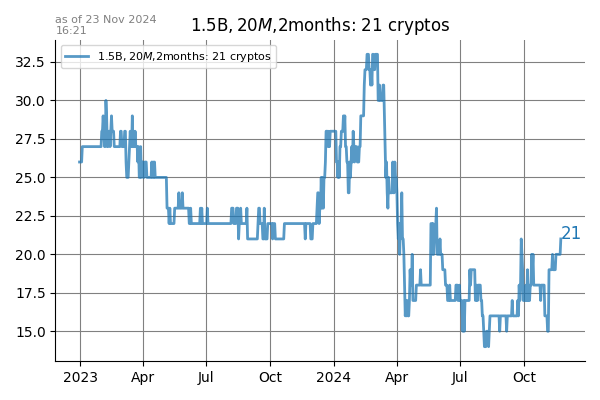 as of 23 Nov 2024
16:21
1.5B, 20M,2months: 21 cryptos
1.5B, 20M,2months: 21 cryptos
32.5
30.0
27.5
25.0
22.5
20.0
17.5
15.0
21
2023 Apr Jul Oct 2024 Apr Jul Oct